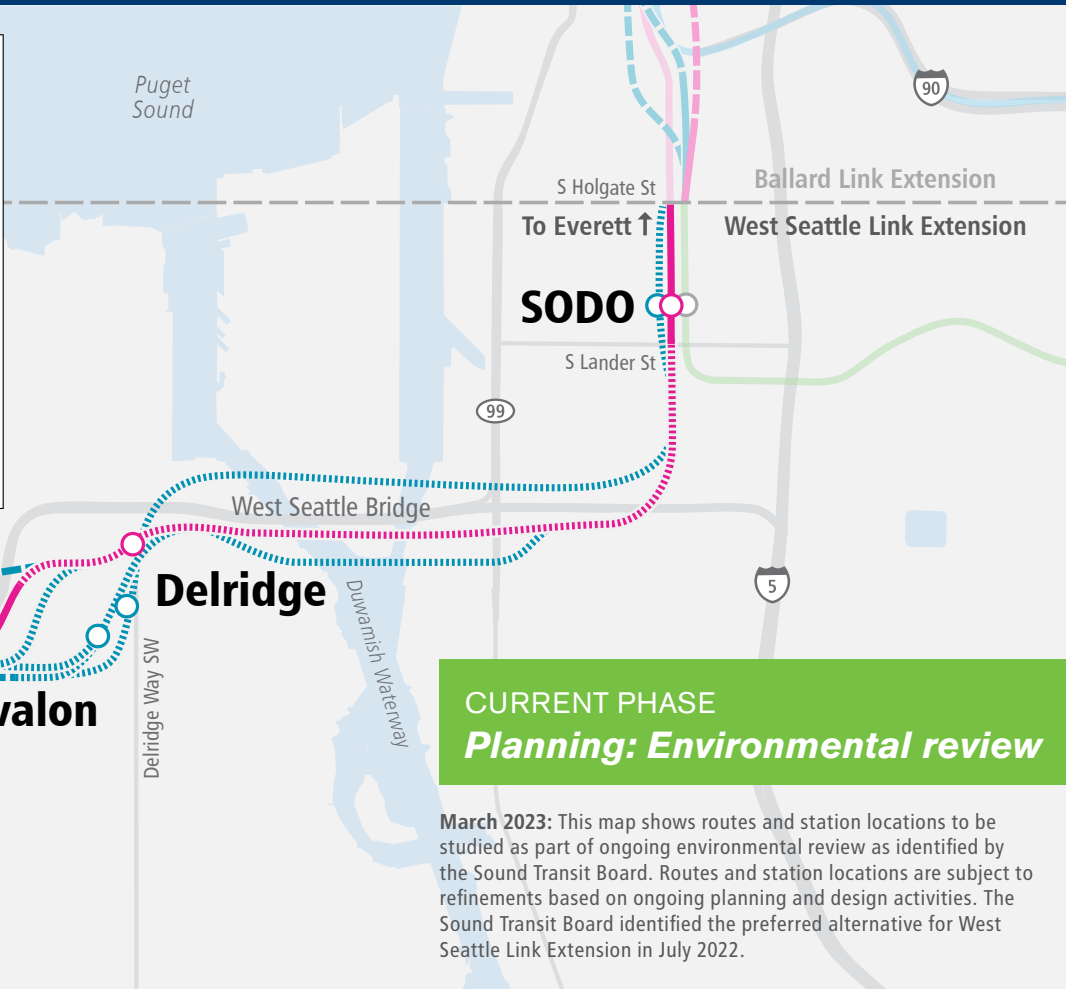 Puget
Sound
90
S Holgate St
Ballard Link Extension
To Everett ↑
West Seattle Link Extension
SODO
S Lander St
99
West Seattle Bridge
Delridge
5
Duwamish Waterway
Delridge Way SW
valon
CURRENT PHASE
Planning: Environmental review
March 2023: This map shows routes and station locations to be
studied as part of ongoing environmental review as identified by
the Sound Transit Board. Routes and station locations are subject to
refinements based on ongoing planning and design activities. The
Sound Transit Board identified the preferred alternative for West
Seattle Link Extension in July 2022.